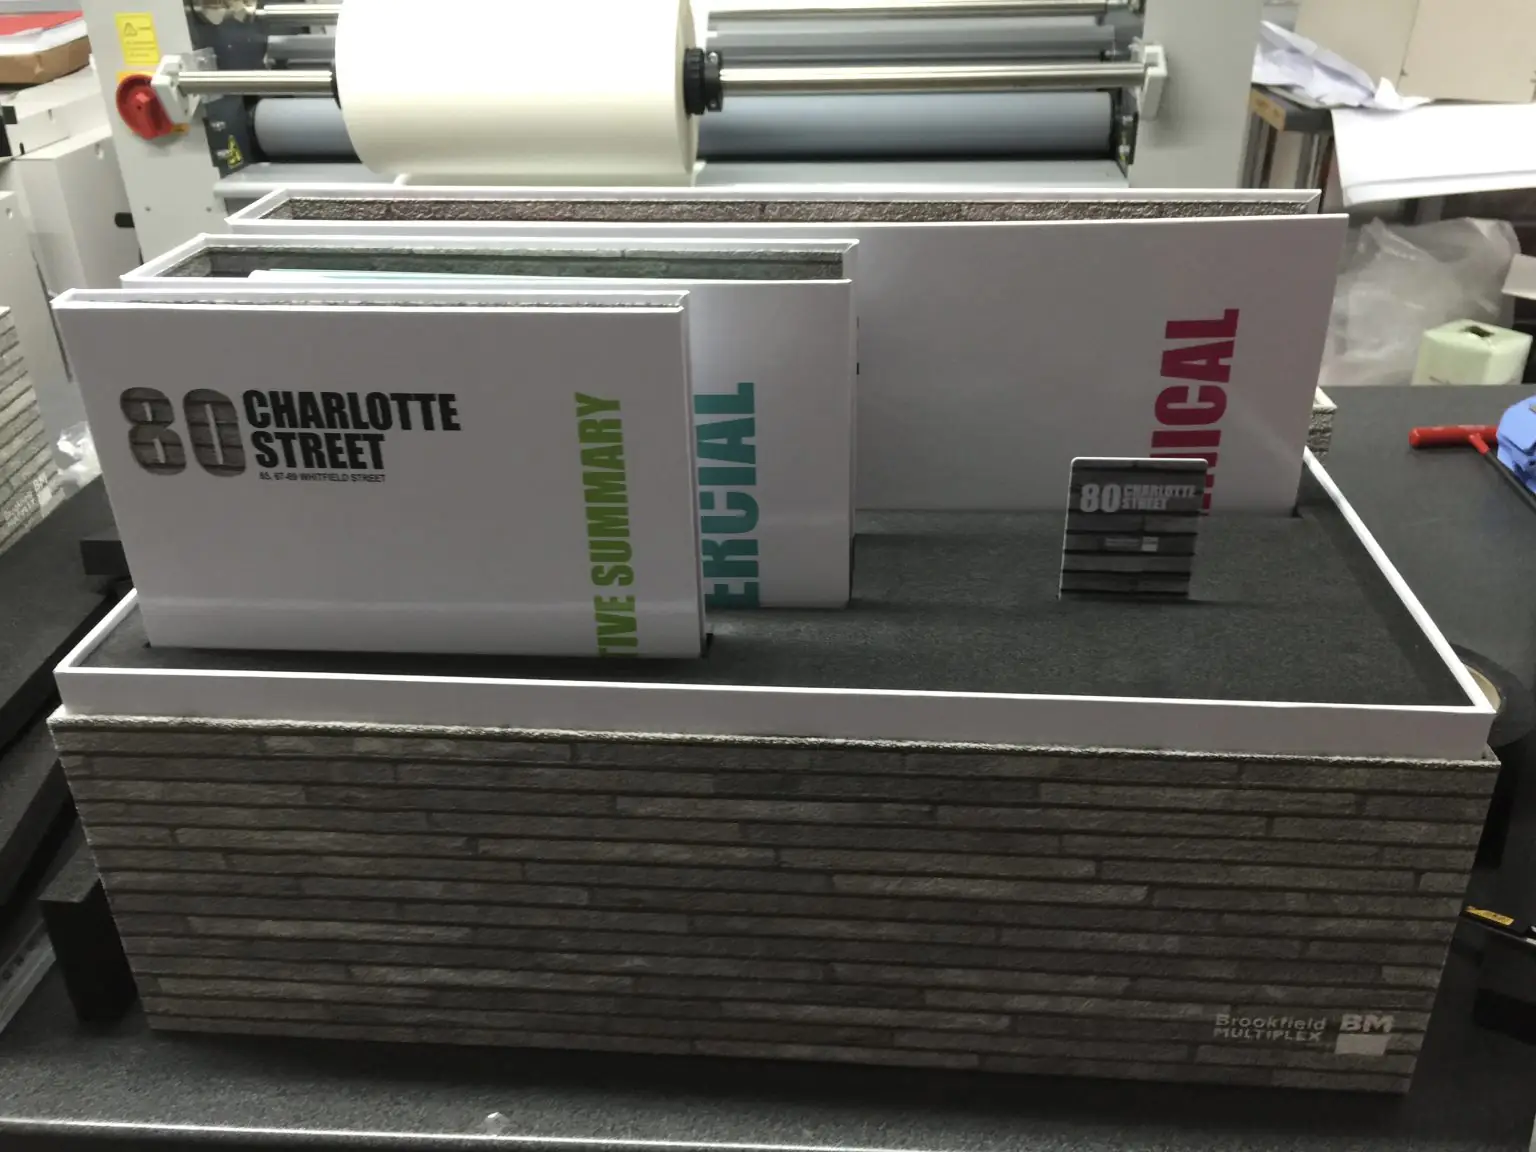 80 CHARLOTTE
STREET
65, 67-69 WHITFIELD STREET
TIVE SUMMARY
ERCIAL
NICAL
80 CHARLOTTE
STREET
Brookfield
MULTIPLEX
BM